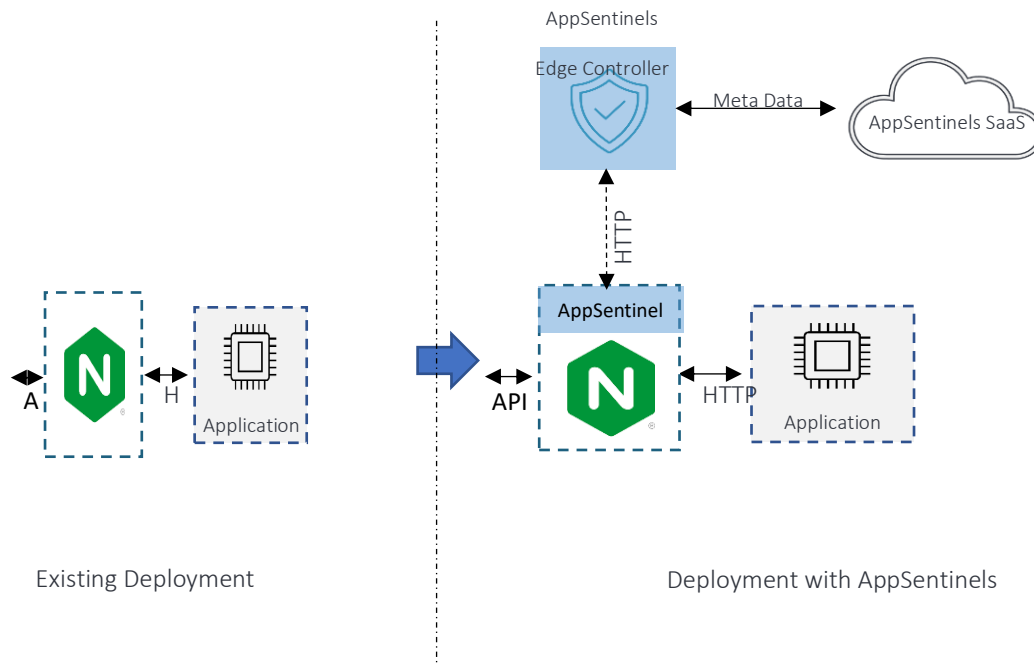 AppSentinels
Edge Controller
Meta Data
AppSentinels SaaS
HTTP
AppSentinel
N
®
A
H
Application
N
®
API
HTTP
Application
Existing Deployment
Deployment with AppSentinels